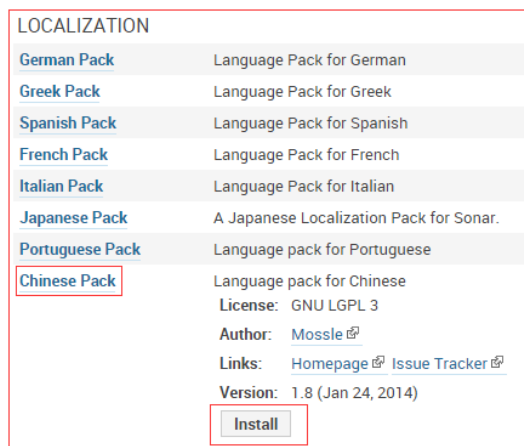 LOCALIZATION
German Pack Language Pack for German
Greek Pack Language Pack for Greek
Spanish Pack Language Pack for Spanish
French Pack Language Pack for French
Italian Pack Language Pack for Italian
Japanese Pack A Japanese Localization Pack for Sonar.
Portuguese Pack Language pack for Portuguese
Chinese Pack Language pack for Chinese
License: GNU LGPL 3
Author: Mossle
Links: Homepage Issue Tracker
Version: 1.8 (Jan 24, 2014)
Install